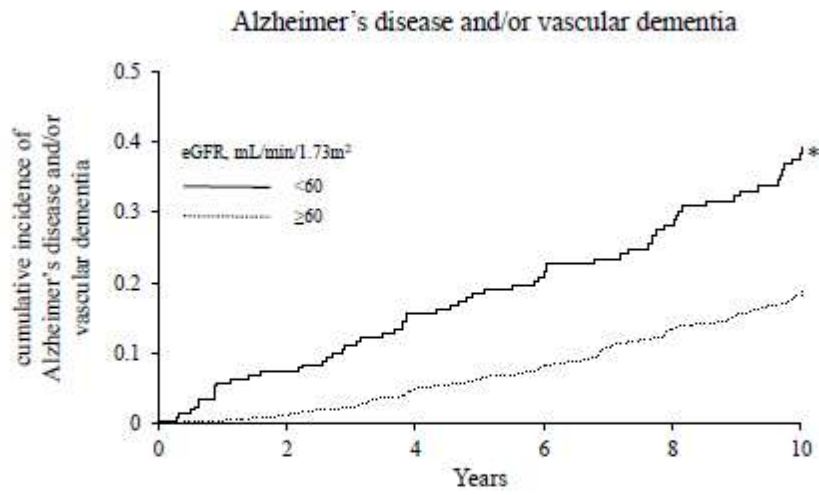 Alzheimer's disease and/or vascular dementia
cumulative incidence of
Alzheimer's disease and/or
vascular dementia
0.5
0.4
0.3
0.2
0.1
0
eGFR, mL/min/1.73m²
<60
≥60
*
0 2 4 6 8 10
Years